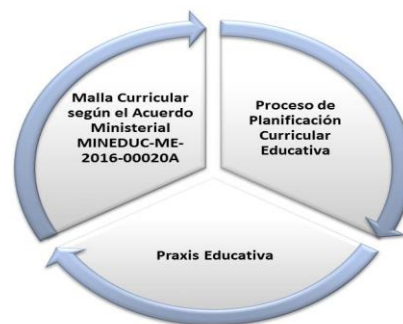 Malla Curricular
según el Acuerdo
Ministerial
MINEDUC-ME-
2016-00020A
Proceso de
Planificación
Curricular
Educativa
Praxis Educativa